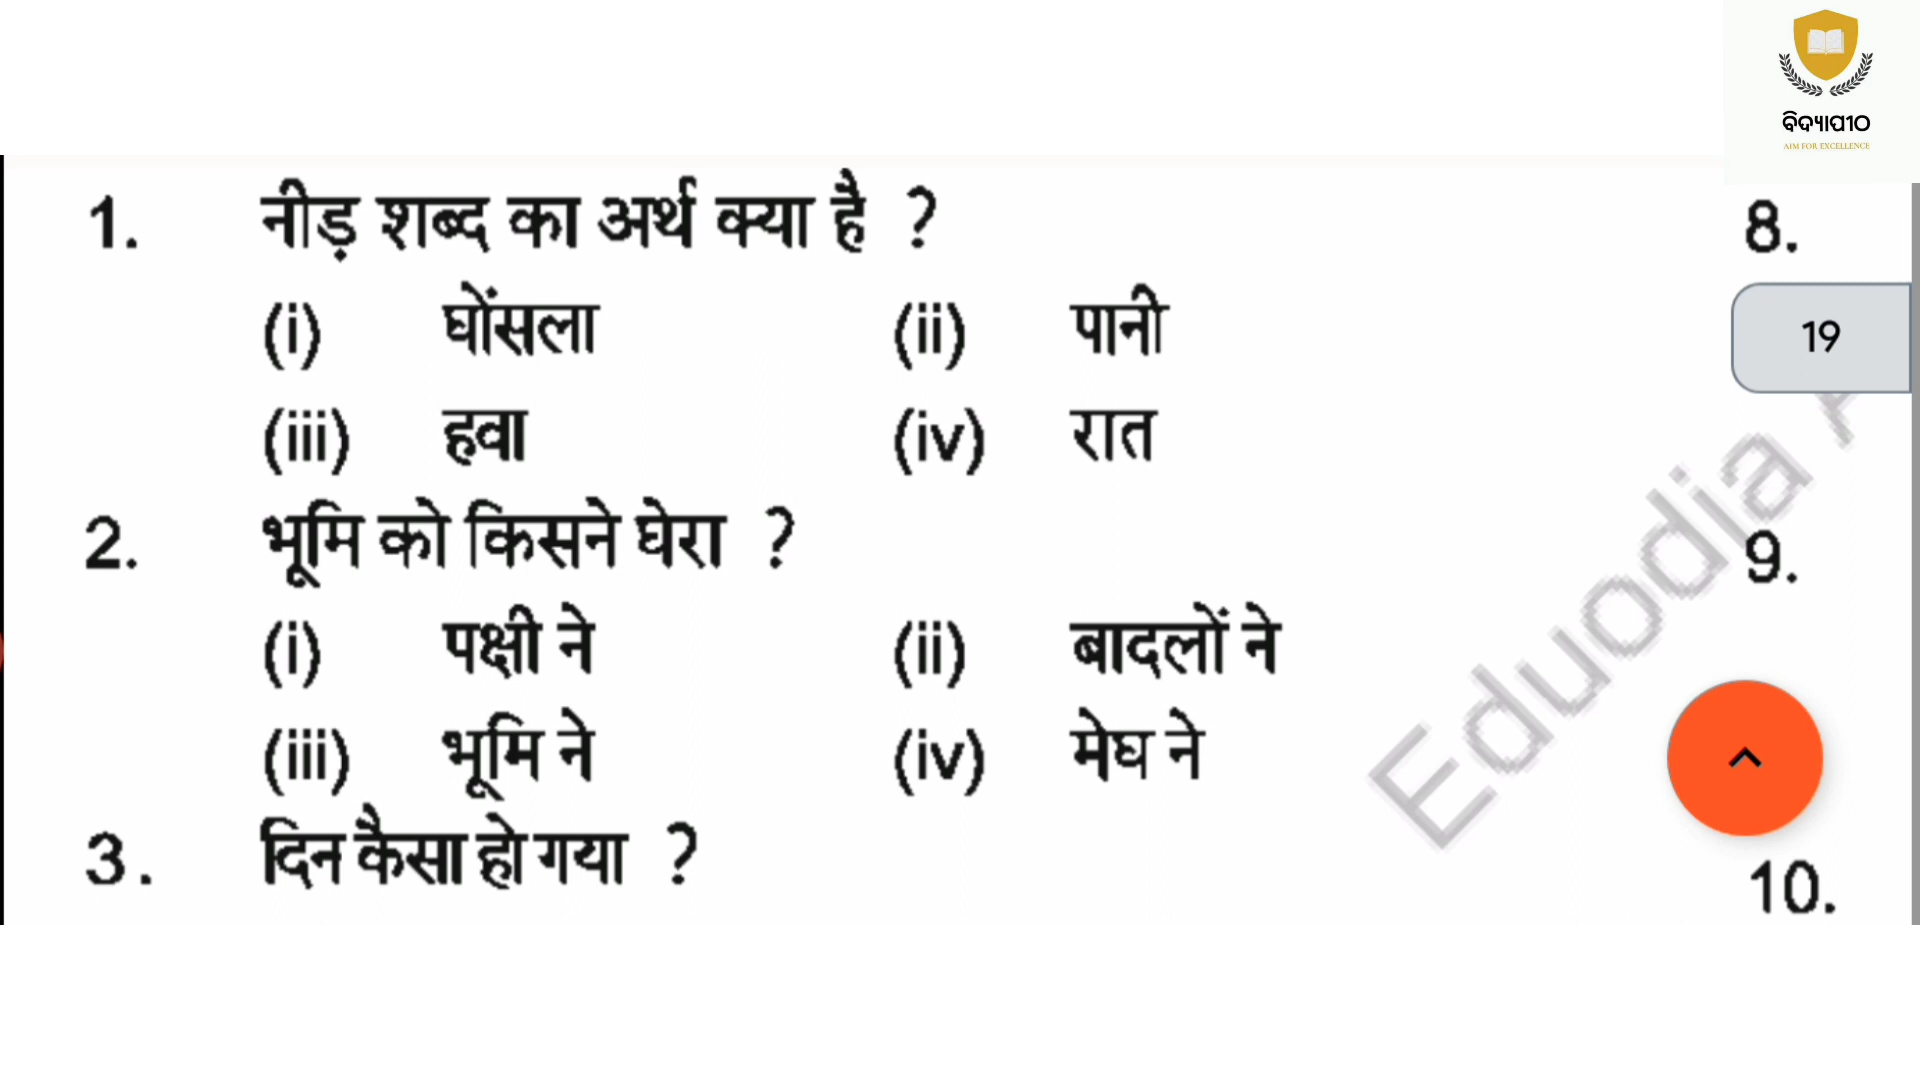 ବିଦ୍ୟାପୀଠ
AIM FOR EXCELLENCE
1. नीड़ शब्द का अर्थ क्या है ?
(i) घोंसला (ii) पानी
(iii) हवा (iv) रात
2. भूमि को किसने घेरा ?
(i) पक्षी ने (ii) बादलों ने
(iii) भूमि ने (iv) मेघ ने
3. दिन कैसा हो गया ?
8.
19
9.
10.
Eduodia